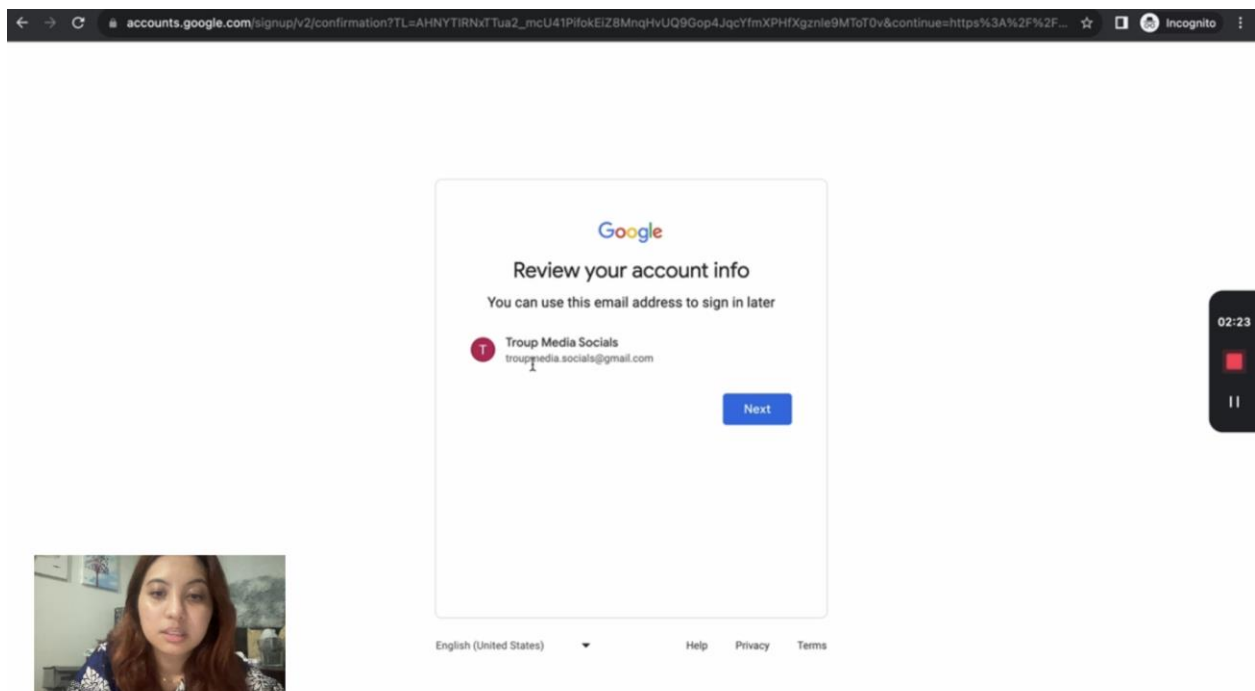 accounts.google.com/signup/v2/confirmation?TL=AHNYTIRNxTTua2_mcU41PifokEiZ8MnqHvUQ9Gop4JqcYfmXPHfXgznle9MToT0v&continue=https%3A%2F%2F...
Incognito
Google
Review your account info
You can use this email address to sign in later
T
Troup Media Socials
troupmedia.socials@gmail.com
Next
02:23
English (United States)
Help
Privacy
Terms